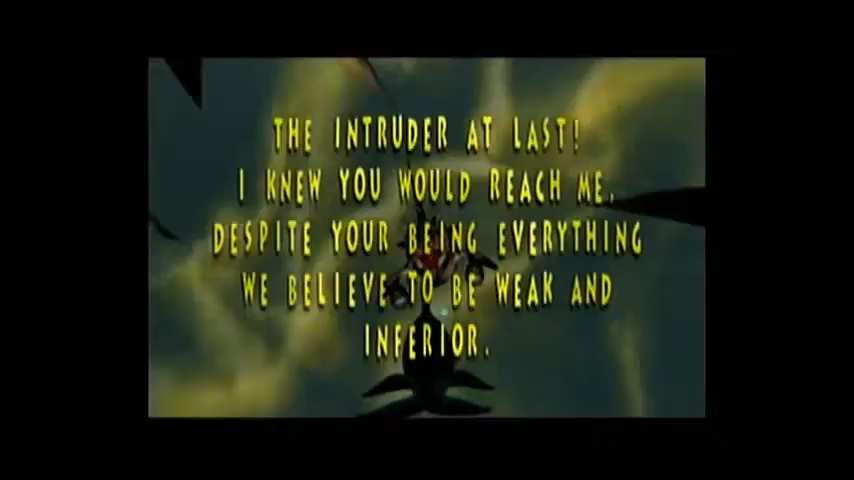 THE INTRUDER AT LAST!
I KNEW YOU WOULD REACH ME,
DESPITE YOUR BEING EVERYTHING
WE BELIEVE TO BE WEAK AND
INFERIOR.